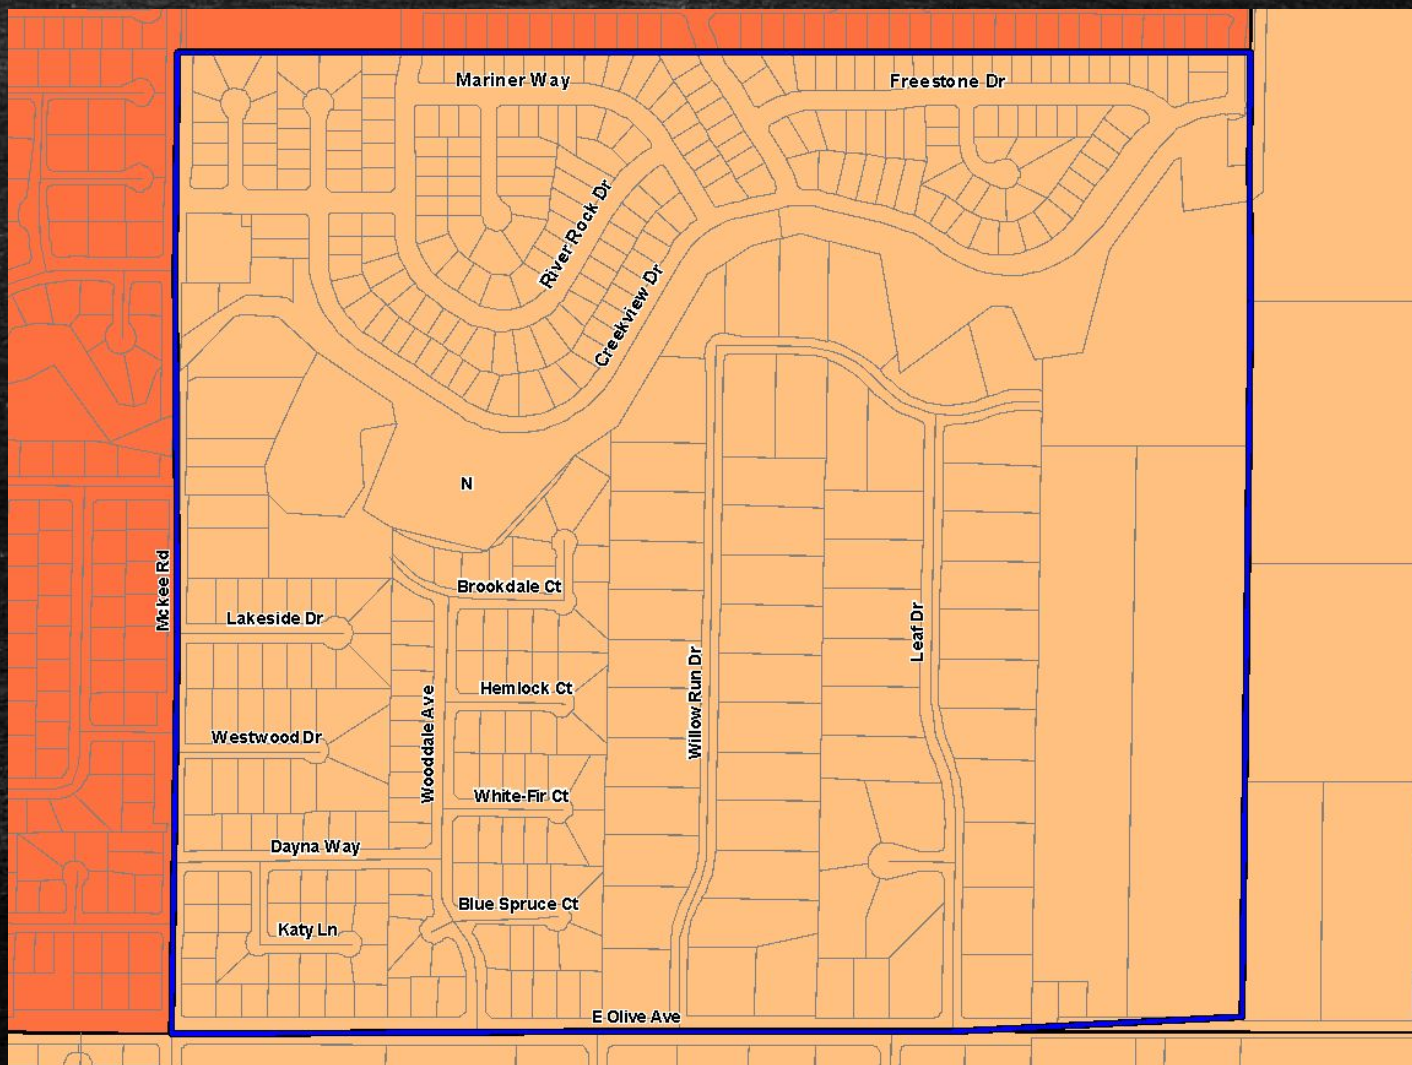 Mariner Way
Freestone Dr
River Rock Dr
Creekview Dr
N
Mckee Rd
Brookdale Ct
Lakeside Dr
Leaf Dr
Willow Run Dr
Hemlock Ct
Wooddale Ave
Westwood Dr
White-Fir Ct
Dayna Way
Blue Spruce Ct
Katy Ln
E Olive Ave